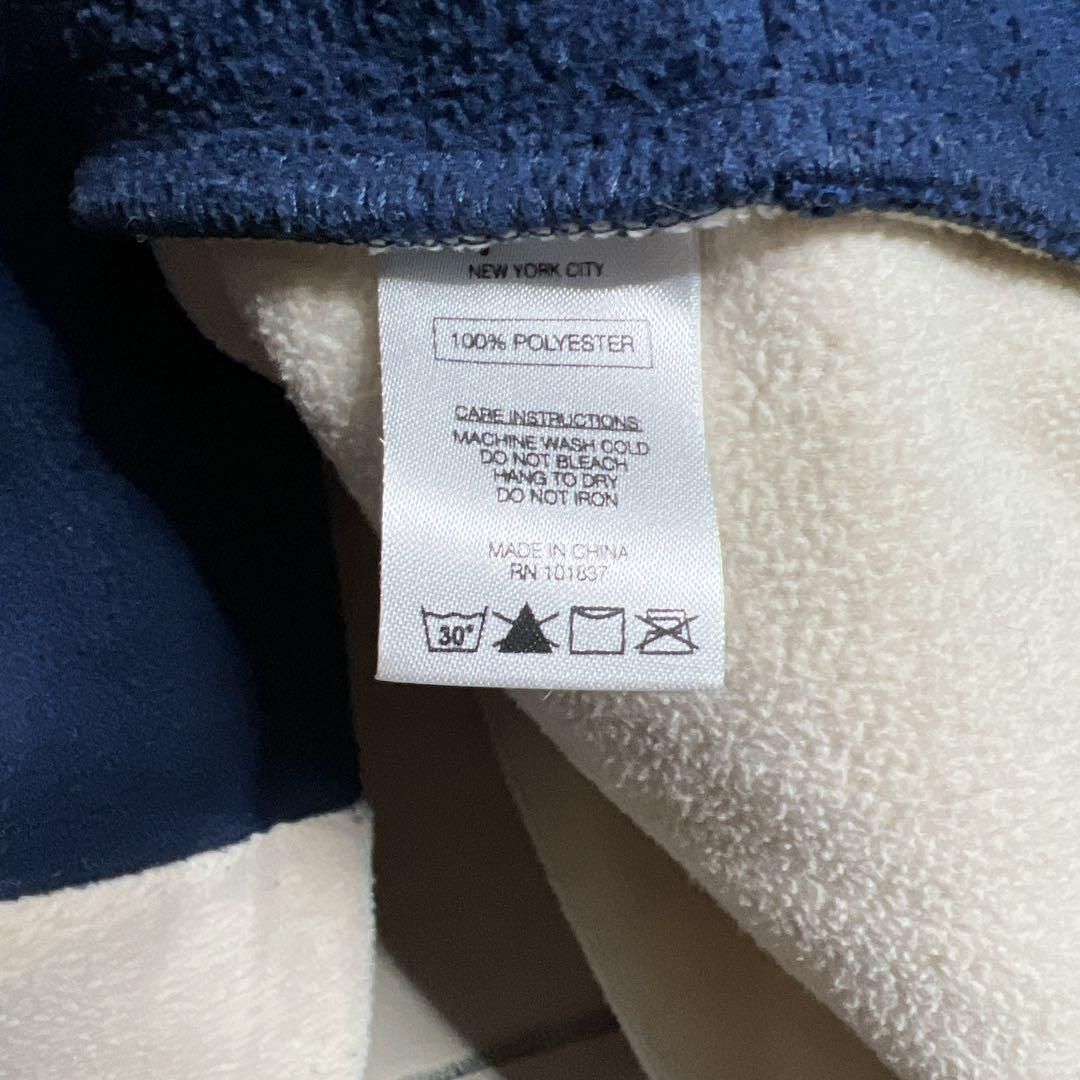 NEW YORK CITY
100% POLYESTER
CARE INSTRUCTIONS:
MACHINE WASH COLD
DO NOT BLEACH
HANG TO DRY
DO NOT IRON
MADE IN CHINA
RN 101837
30°